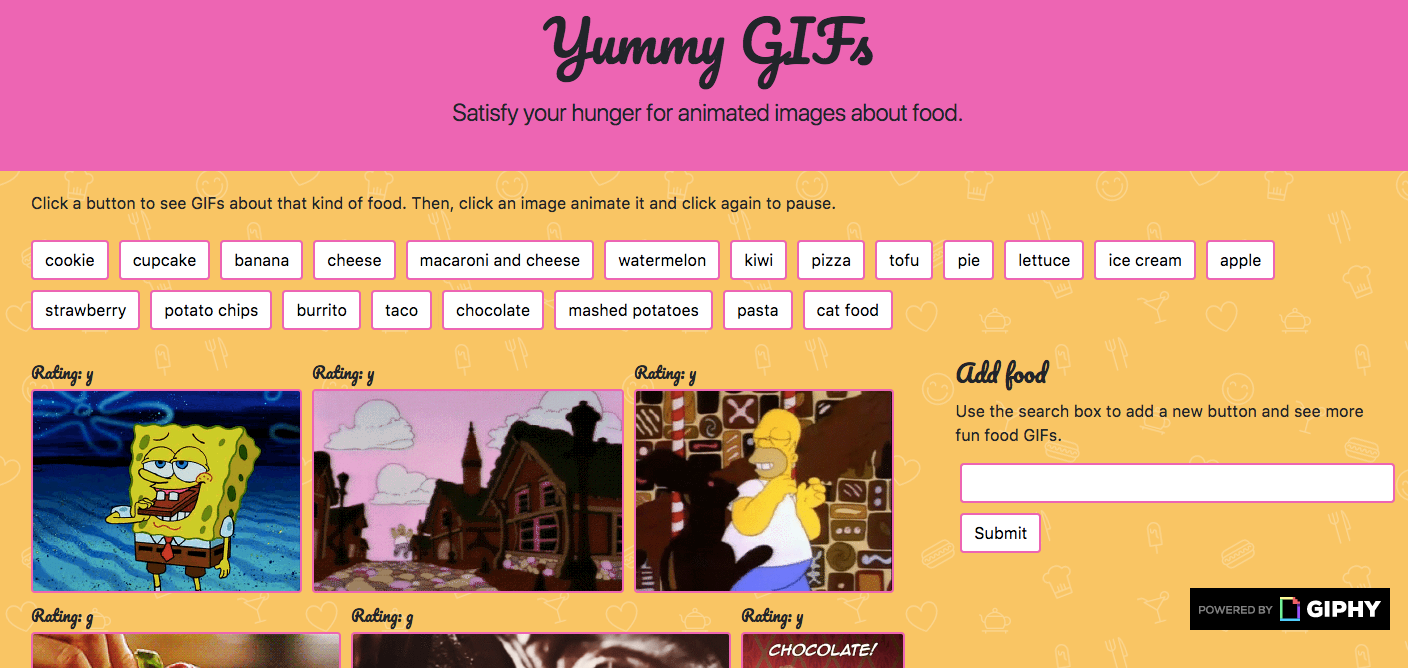 Yummy GIFs
Satisfy your hunger for animated images about food.
Click a button to see GIFs about that kind of food. Then, click an image animate it and click again to pause.
cookie cupcake banana cheese macaroni and cheese watermelon kiwi pizza tofu pie lettuce ice cream apple
strawberry potato chips burrito taco chocolate mashed potatoes pasta cat food
Rating: y Rating: y Rating: y
Add food
Use the search box to add a new button and see more
fun food GIFs.
Submit
POWERED BY GIPHY
Rating: g Rating: g Rating: y
CHOCOLATE!